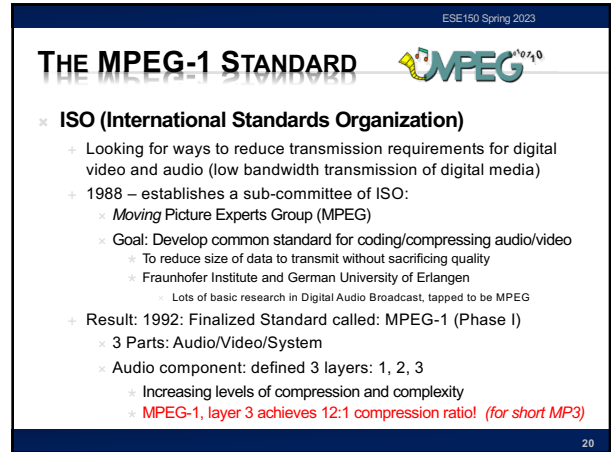 ESE150 Spring 2023
THE MPEG-1 STANDARD
MPEG
01010
ISO (International Standards Organization)
Looking for ways to reduce transmission requirements for digital
video and audio (low bandwidth transmission of digital media)
1988 – establishes a sub-committee of ISO:
Moving Picture Experts Group (MPEG)
Goal: Develop common standard for coding/compressing audio/video
To reduce size of data to transmit without sacrificing quality
Fraunhofer Institute and German University of Erlangen
Lots of basic research in Digital Audio Broadcast, tapped to be MPEG
Result: 1992: Finalized Standard called: MPEG-1 (Phase I)
3 Parts: Audio/Video/System
Audio component: defined 3 layers: 1, 2, 3
Increasing levels of compression and complexity
MPEG-1, layer 3 achieves 12:1 compression ratio! (for short MP3)
20